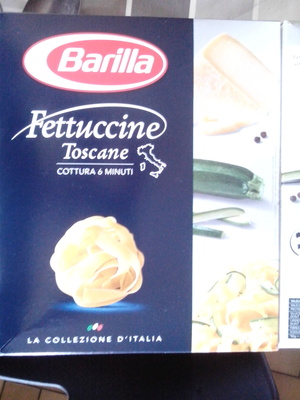 Barilla
Fettuccine
Toscane
COTTURA 6 MINUTI
LA COLLEZIONE D'ITALIA